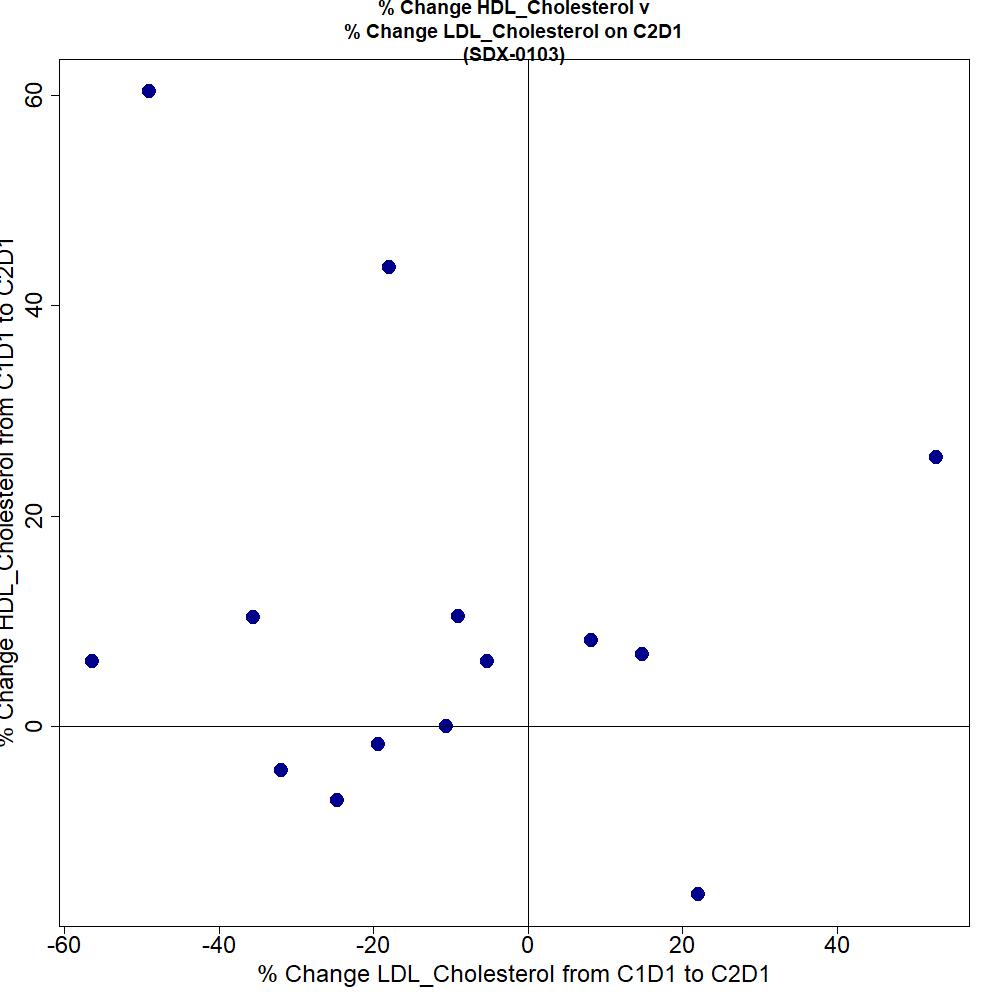 % Change HDL_Cholesterol v
% Change LDL_Cholesterol on C2D1
(SDX-0103)
% Change HDL_Cholesterol from C1D1 to C2D1
60
40
20
0
-60
-40
-20
0
20
40
% Change LDL_Cholesterol from C1D1 to C2D1